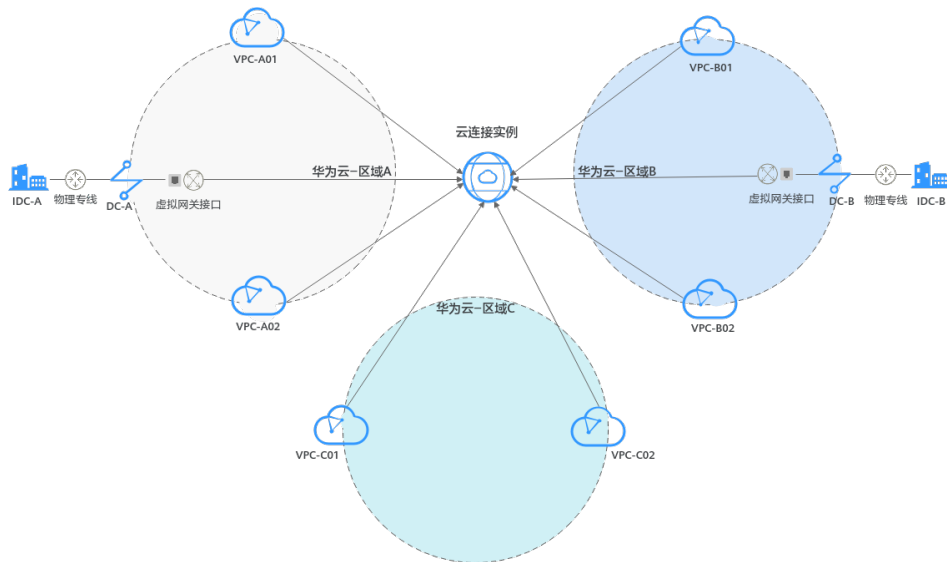 VPC-A01
VPC-B01
云连接实例
华为云-区域A
华为云-区域B
IDC-A
物理专线
DC-A
虚拟网关接口
虚拟网关接口
DC-B
物理专线
IDC-B
VPC-A02
华为云-区域C
VPC-B02
VPC-C01
VPC-C02